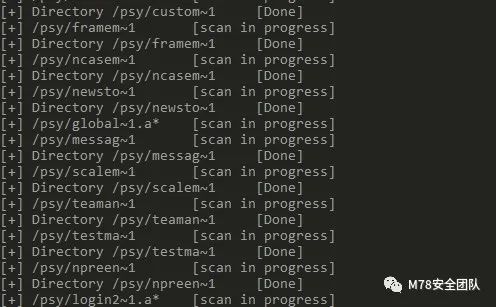 [+] Directory /psy/custom~1 [Done]
[+] /psy/framem~1 [scan in progress]
[+] Directory /psy/framem~1 [Done]
[+] /psy/ncasem~1 [scan in progress]
[+] Directory /psy/ncasem~1 [Done]
[+] /psy/newsto~1 [scan in progress]
[+] Directory /psy/newsto~1 [Done]
[+] /psy/global~1.a* [scan in progress]
[+] /psy/messag~1 [scan in progress]
[+] Directory /psy/messag~1 [Done]
[+] /psy/scalem~1 [scan in progress]
[+] Directory /psy/scalem~1 [Done]
[+] /psy/teaman~1 [scan in progress]
[+] Directory /psy/teaman~1 [Done]
[+] /psy/testma~1 [scan in progress]
[+] Directory /psy/testma~1 [Done]
[+] /psy/npreen~1 [scan in progress]
[+] Directory /psy/npreen~1 [Done]
[+] /psy/login2~1.a* [scan in progress]
M78安全团队